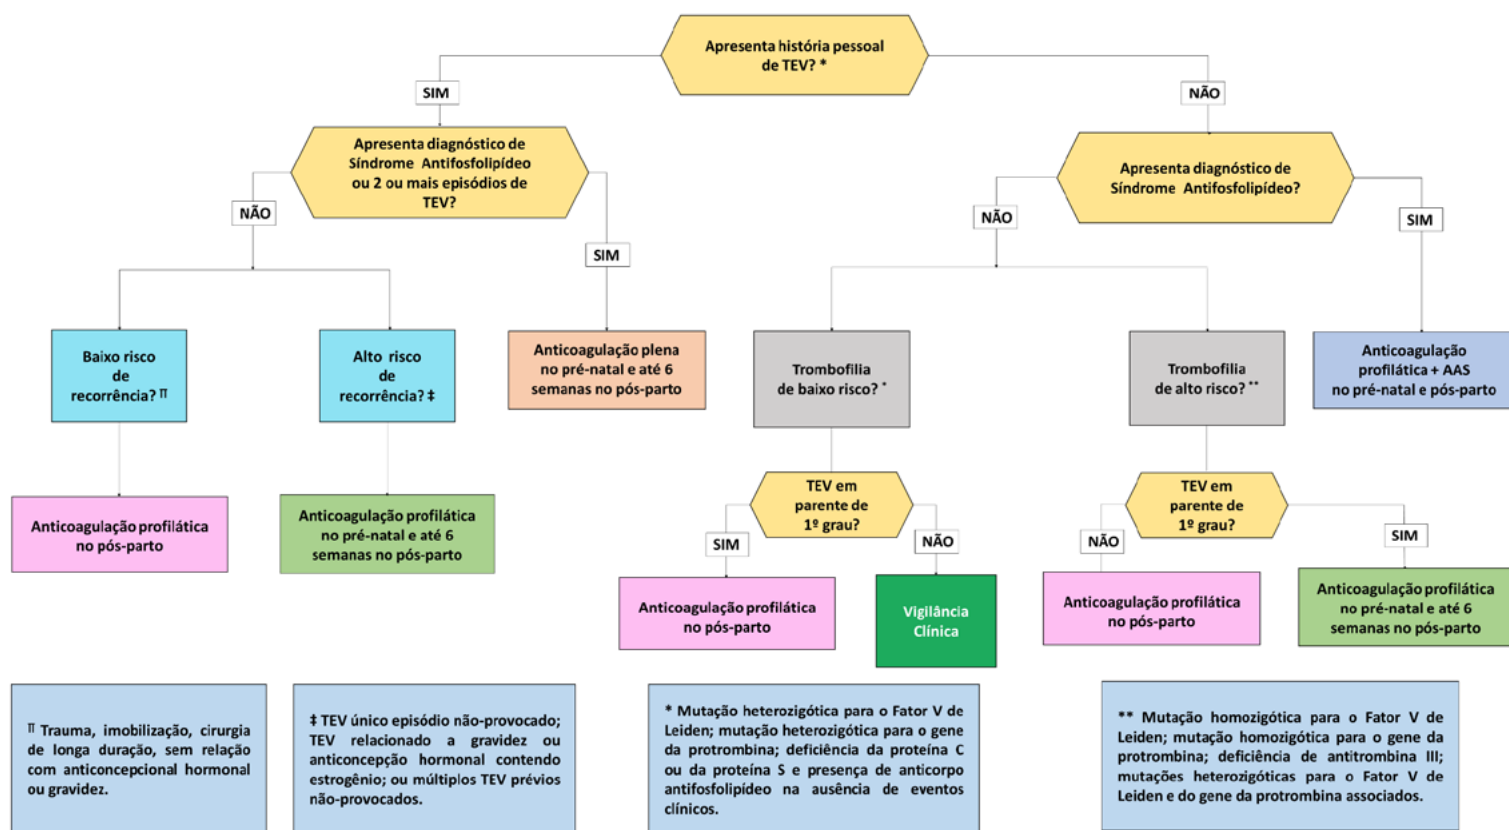 Apresenta história pessoal
de TEV? *
SIM
NÃO
Apresenta diagnóstico de
Síndrome Antifosfolipídeo
ou 2 ou mais episódios de
TEV?
Apresenta diagnóstico de
Síndrome Antifosfolipídeo?
NÃO
SIM
NÃO
SIM
Baixo risco
de
recorrência? ᴨ
Alto risco
de
recorrência? ‡
Anticoagulação plena
no pré-natal e até 6
semanas no pós-parto
Trombofilia
de baixo risco? *
Trombofilia
de alto risco? **
Anticoagulação
profilática + AAS
no pré-natal e pós-parto
Anticoagulação profilática
no pós-parto
Anticoagulação profilática
no pré-natal e até 6
semanas no pós-parto
TEV em
parente de
1º grau?
SIM
NÃO
TEV em
parente de
1º grau?
NÃO
SIM
Anticoagulação profilática
no pós-parto
Vigilância
Clínica
Anticoagulação profilática
no pós-parto
Anticoagulação profilática
no pré-natal e até 6
semanas no pós-parto
ᴨ Trauma, imobilização, cirurgia
de longa duração, sem relação
com anticoncepcional hormonal
ou gravidez.
‡ TEV único episódio não-provocado;
TEV relacionado a gravidez ou
anticoncepção hormonal contendo
estrogênio; ou múltiplos TEV prévios
não-provocados.
* Mutação heterozigótica para o Fator V de
Leiden; mutação heterozigótica para o gene
da protrombina; deficiência da proteína C
ou da proteína S e presença de anticorpo
antifosfolipídeo na ausência de eventos
clínicos.
** Mutação homozigótica para o Fator V de
Leiden; mutação homozigótica para o gene da
protrombina; deficiência de antitrombina III;
mutações heterozigóticas para o Fator V de
Leiden e do gene da protrombina associados.